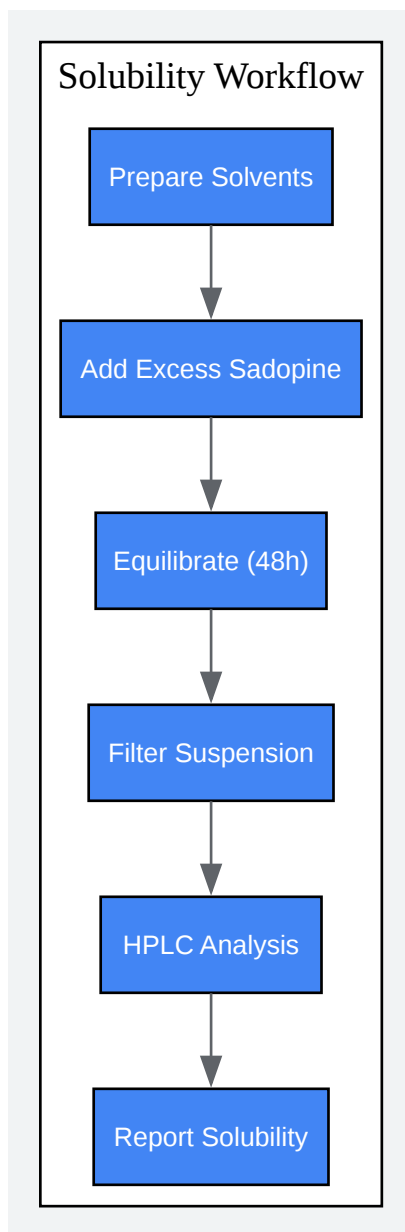 Solubility Workflow
Prepare Solvents
Add Excess Sadopine
Equilibrate (48h)
Filter Suspension
HPLC Analysis
Report Solubility